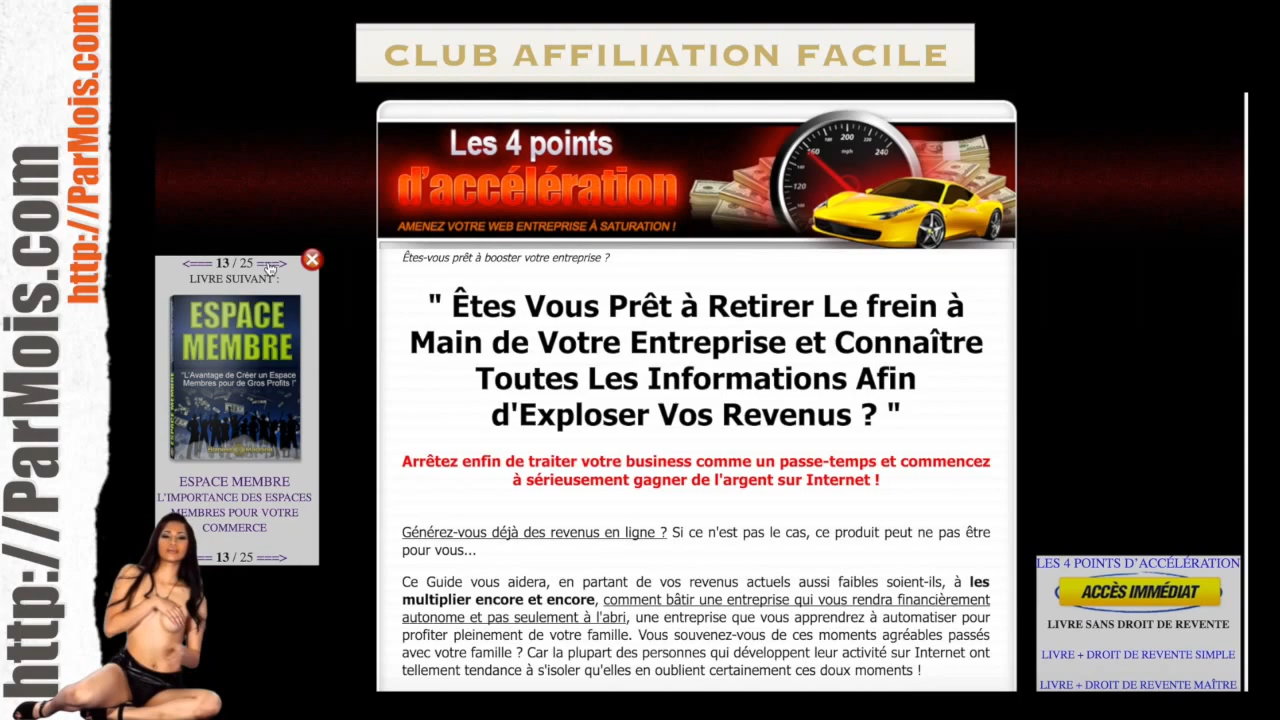 http://ParMois.com
http://ParMois.com
CLUB AFFILIATION FACILE
Les 4 points
d'accélération
AMENEZ VOTRE WEB ENTREPRISE À SATURATION !
160
180
200
220
240
mph
140
120
<=== 13 / 25 ===>
LIVRE SUIVANT :
ESPACE
MEMBRE
"L'Avantage de Créer un Espace
Membres pour de Gros Profits !"
ESPACE MEMBRE
ESPACE MEMBRE
L'IMPORTANCE DES ESPACES
MEMBRES POUR VOTRE
COMMERCE
== 13 / 25 ===>
Êtes-vous prêt à booster votre entreprise ?
" Êtes Vous Prêt à Retirer Le frein à
Main de Votre Entreprise et Connaître
Toutes Les Informations Afin
d'Exploser Vos Revenus ? "
Arrêtez enfin de traiter votre business comme un passe-temps et commencez
à sérieusement gagner de l'argent sur Internet !
Générez-vous déjà des revenus en ligne ? Si ce n'est pas le cas, ce produit peut ne pas être
pour vous...
Ce Guide vous aidera, en partant de vos revenus actuels aussi faibles soient-ils, à les
multiplier encore et encore, comment bâtir une entreprise qui vous rendra financièrement
autonome et pas seulement à l'abri, une entreprise que vous apprendrez à automatiser pour
profiter pleinement de votre famille. Vous souvenez-vous de ces moments agréables passés
avec votre famille ? Car la plupart des personnes qui développent leur activité sur Internet ont
tellement tendance à s'isoler qu'elles en oublient certainement ces doux moments !
LES 4 POINTS D'ACCÉLÉRATION
ACCÈS IMMÉDIAT
LIVRE SANS DROIT DE REVENTE
LIVRE + DROIT DE REVENTE SIMPLE
LIVRE + DROIT DE REVENTE MAÎTRE